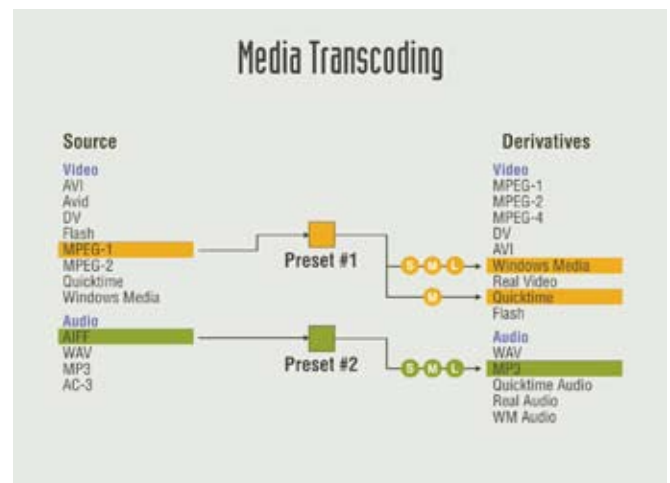 Media Transcoding
Source
Video
AVI
Avid
DV
Flash
MPEG-1
MPEG-2
Quicktime
Windows Media
Audio
AIFF
WAV
MP3
AC-3
Preset #1
S M L
M
Preset #2
S M L
Derivatives
Video
MPEG-1
MPEG-2
MPEG-4
DV
AVI
Windows Media
Real Video
Quicktime
Flash
Audio
WAV
MP3
Quicktime Audio
Real Audio
WM Audio